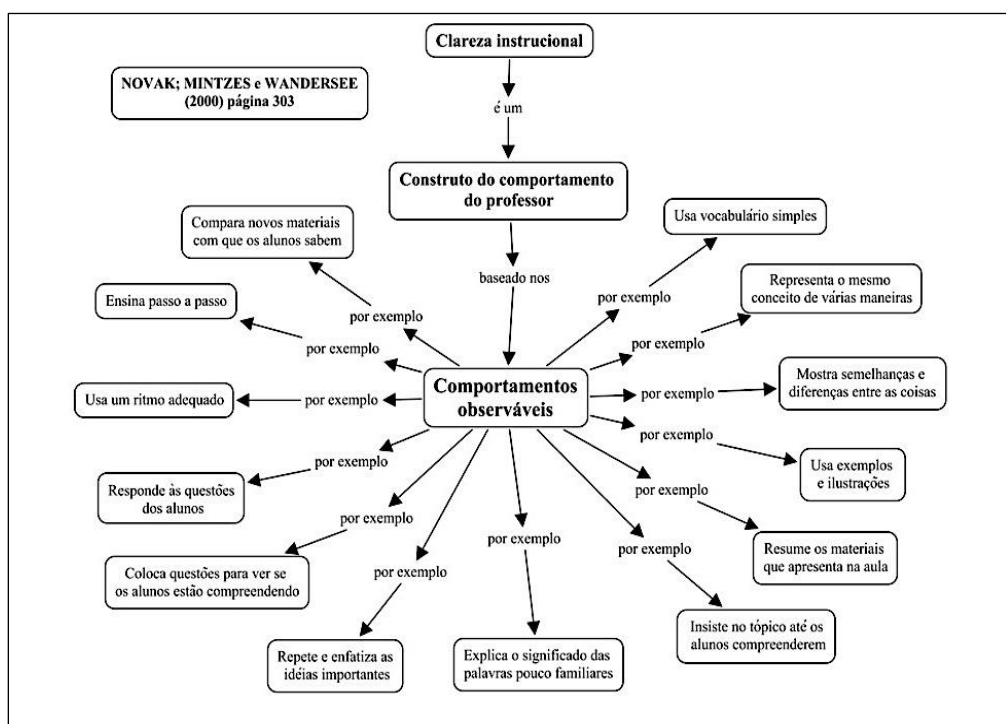 Clareza instrucional
NOVAK; MINTZES e WANDERSEE
(2000) página 303
é um
Construto do comportamento
do professor
Compara novos materiais
com que os alunos sabem
Usa vocabulário simples
baseado nos
Ensina passo a passo
por exemplo
por exemplo
Representa o mesmo
conceito de várias maneiras
por exemplo
por exemplo
Comportamentos
observáveis
Usa um ritmo adequado
por exemplo
por exemplo
Mostra semelhanças e
diferenças entre as coisas
por exemplo
por exemplo
Responde às questões
dos alunos
Usa exemplos
e ilustrações
por exemplo
por exemplo
por exemplo
por exemplo
Resume os materiais
que apresenta na aula
Coloca questões para ver se
os alunos estão compreendendo
por exemplo
Insiste no tópico até os
alunos compreenderem
Repete e enfatiza as
idéias importantes
Explica o significado das
palavras pouco familiares